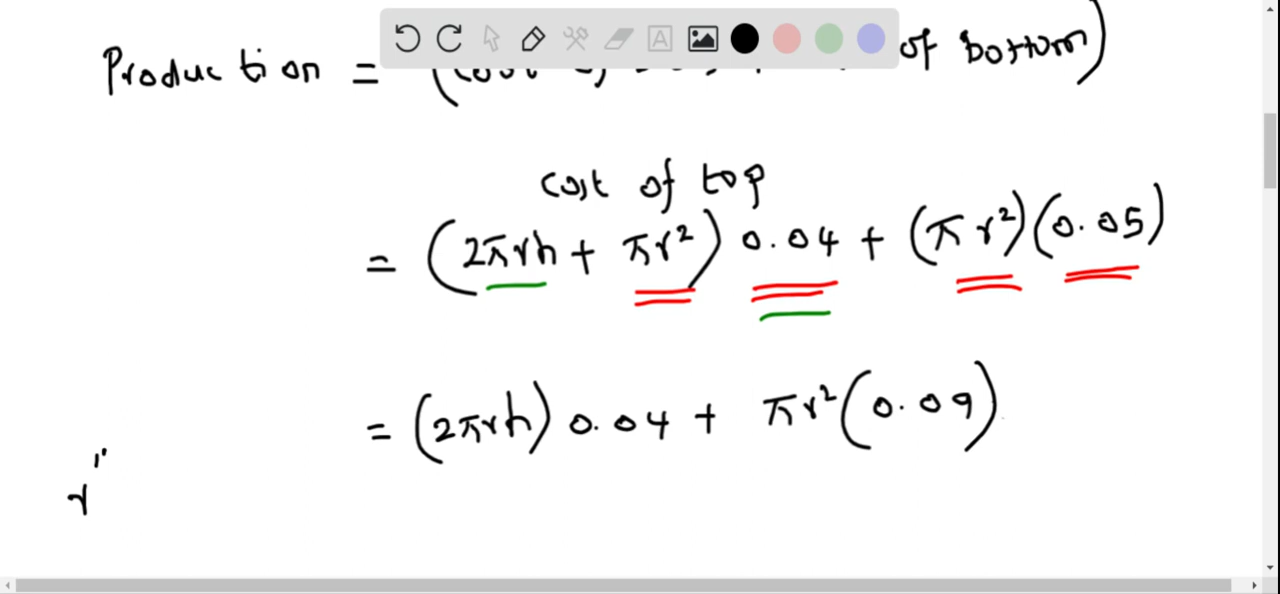 Production = ( of bottom)
cost of top
= (2πrh + πr²) 0.04 + (πr²)(0.05)
= (2πrh) 0.04 + πr² (0.09)
r"